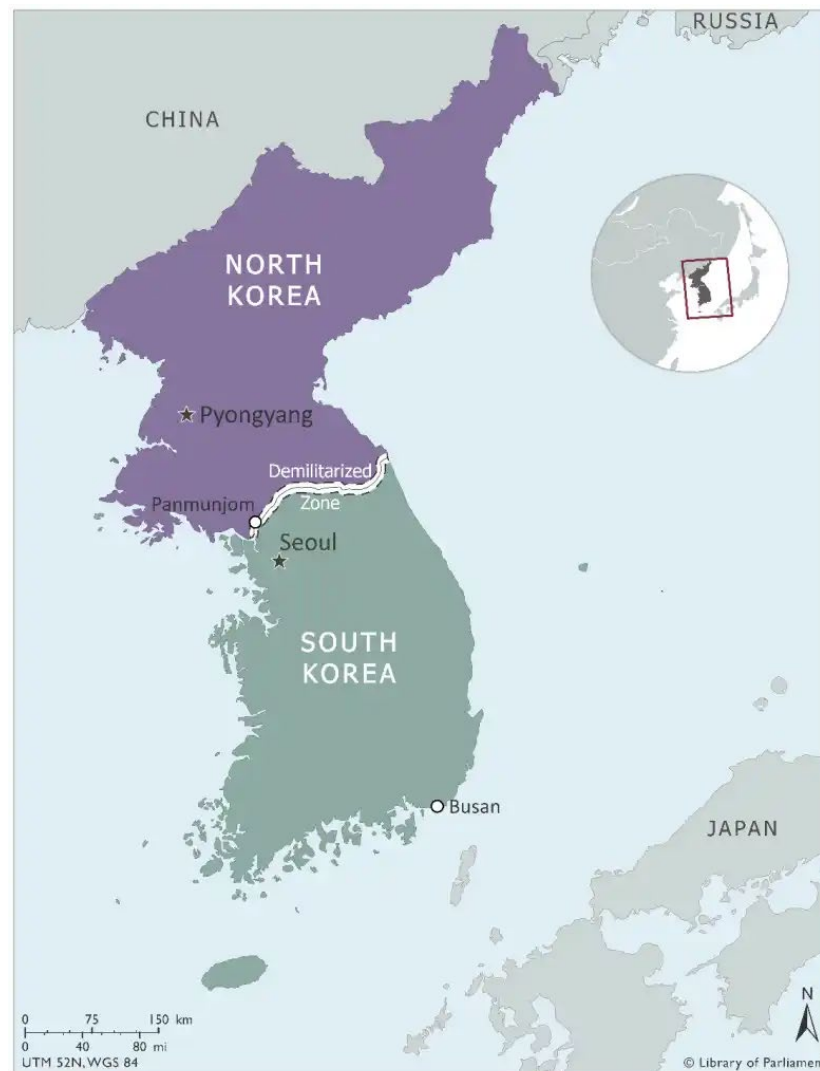 RUSSIA
CHINA
NORTH
KOREA
Pyongyang
Demilitarized
Zone
Panmunjom
Seoul
SOUTH
KOREA
Busan
JAPAN
0 75 150 km
0 40 80 mi
UTM 52N, WGS 84
N
© Library of Parliamen